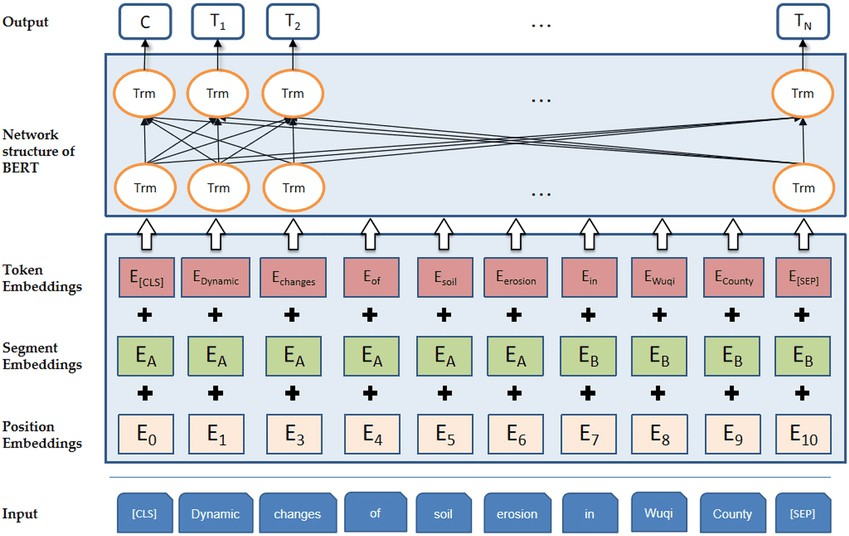 Output C T1 T2 ... TN
Trm Trm Trm ... Trm
Network
structure of
BERT
Trm Trm Trm ... Trm
Token
Embeddings
E[CLS] EDynamic Echanges Eof Esoil Eerosion Ein EWuqi ECounty E[SEP]
+ + + + + + + + + +
Segment
Embeddings
EA EA EA EA EA EA EB EB EB EB
+ + + + + + + + + +
Position
Embeddings
E0 E1 E3 E4 E5 E6 E7 E8 E9 E10
Input [CLS] Dynamic changes of soil erosion in Wuqi County [SEP]